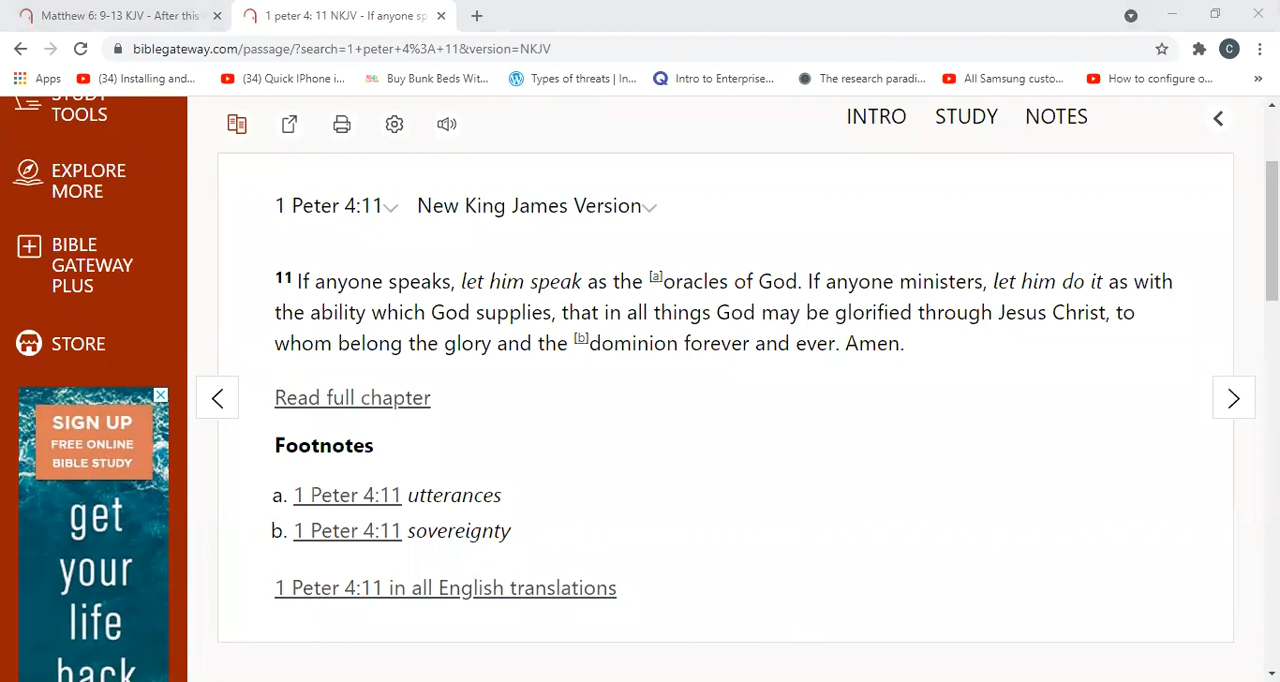 Matthew 6: 9-13 KJV - After this
1 peter 4: 11 NKJV - If anyone sp
biblegateway.com/passage/?search=1+peter+4%3A+11&version=NKJV
C
Apps (34) Installing and... (34) Quick IPhone i... Buy Bunk Beds Wit... Types of threats | In... Intro to Enterprise... The research paradi... All Samsung custo... How to configure o... »
STUDY
TOOLS
EXPLORE
MORE
BIBLE
GATEWAY
PLUS
STORE
SIGN UP
FREE ONLINE
BIBLE STUDY
get
your
life
back
INTRO STUDY NOTES
1 Peter 4:11 New King James Version
11 If anyone speaks, let him speak as the [a]oracles of God. If anyone ministers, let him do it as with
the ability which God supplies, that in all things God may be glorified through Jesus Christ, to
whom belong the glory and the [b]dominion forever and ever. Amen.
Read full chapter
Footnotes
a. 1 Peter 4:11 utterances
b. 1 Peter 4:11 sovereignty
1 Peter 4:11 in all English translations